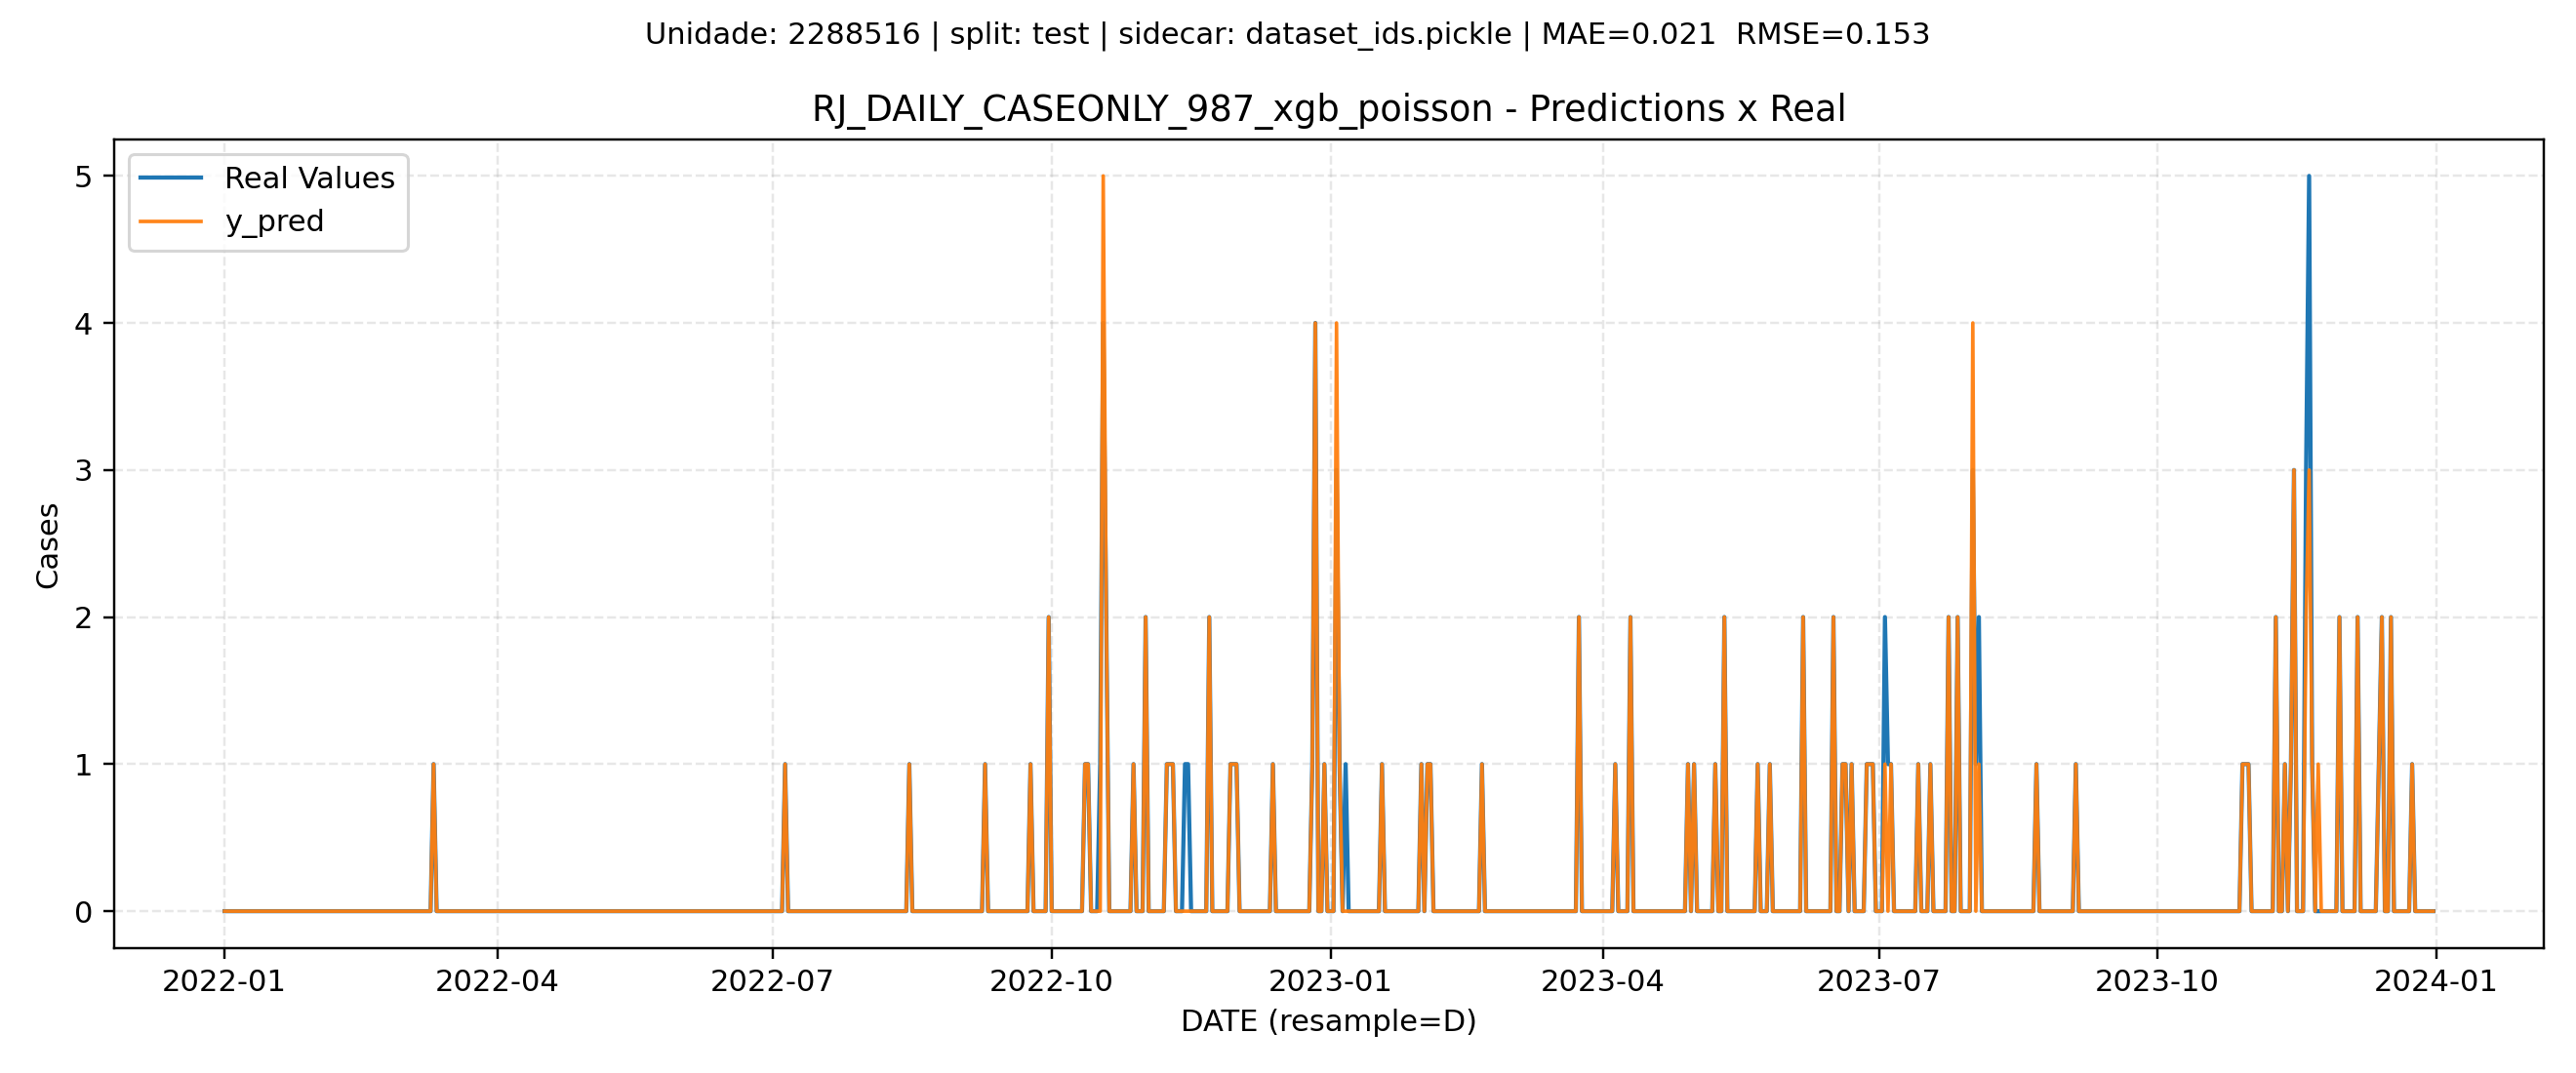 Unidade: 2288516 | split: test | sidecar: dataset_ids.pickle | MAE=0.021  RMSE=0.153
RJ_DAILY_CASEONLY_987_xgb_poisson - Predictions x Real
Real Values
y_pred
Cases
5
4
3
2
1
0
2022-01
2022-04
2022-07
2022-10
2023-01
2023-04
2023-07
2023-10
2024-01
DATE (resample=D)